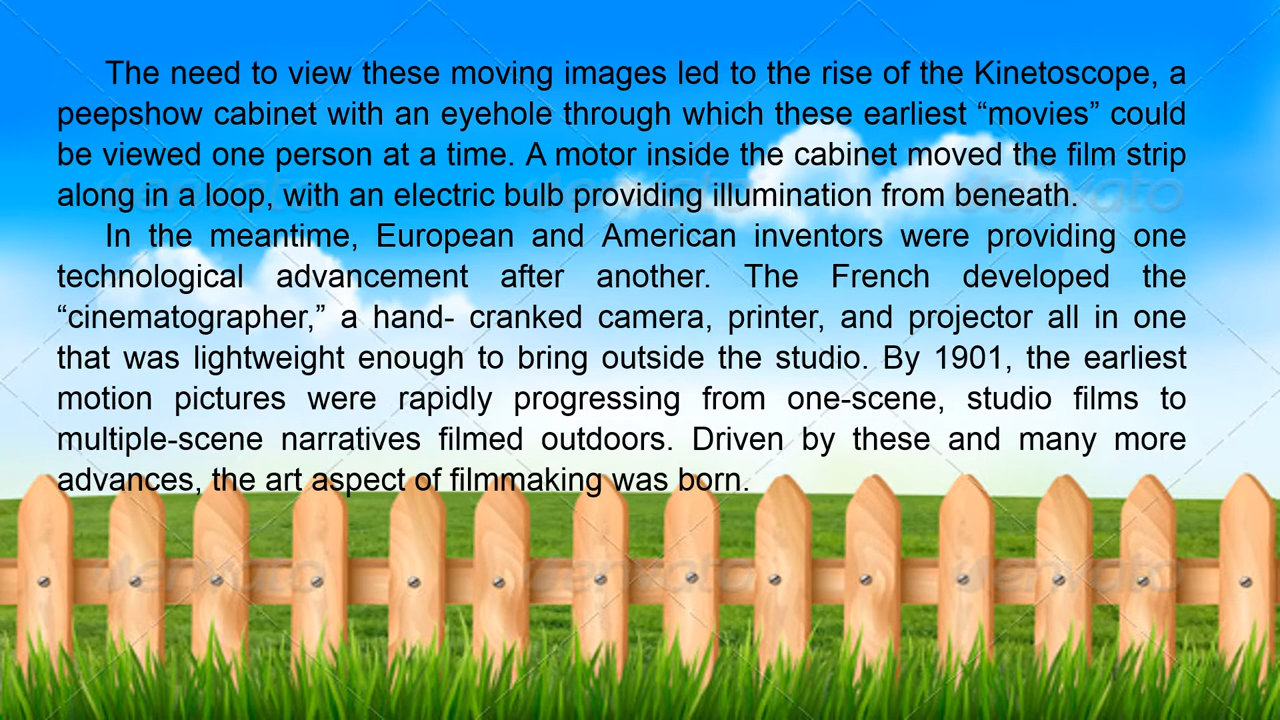 The need to view these moving images led to the rise of the Kinetoscope, a
peepshow cabinet with an eyehole through which these earliest “movies” could
be viewed one person at a time. A motor inside the cabinet moved the film strip
along in a loop, with an electric bulb providing illumination from beneath.
In the meantime, European and American inventors were providing one
technological advancement after another. The French developed the
“cinematographer,” a hand- cranked camera, printer, and projector all in one
that was lightweight enough to bring outside the studio. By 1901, the earliest
motion pictures were rapidly progressing from one-scene, studio films to
multiple-scene narratives filmed outdoors. Driven by these and many more
advances, the art aspect of filmmaking was born.
envato envato envato